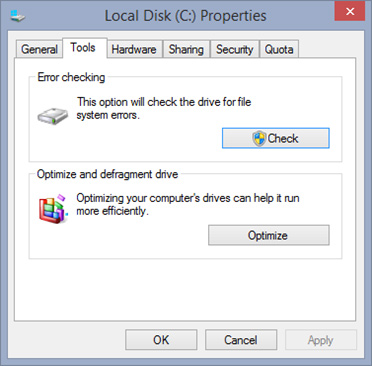 Local Disk (C:) Properties
General Tools Hardware Sharing Security Quota
Error checking
This option will check the drive for file
system errors.
Check
Optimize and defragment drive
Optimizing your computer's drives can help it run
more efficiently.
Optimize
OK Cancel Apply